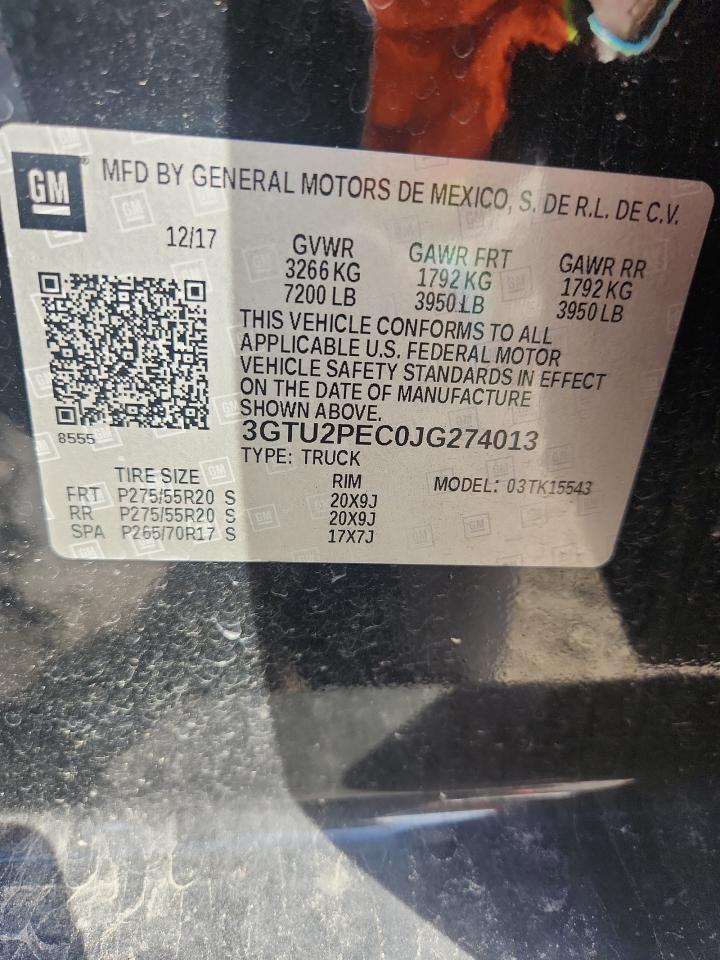 GM
MFD BY GENERAL MOTORS DE MEXICO, S. DE R.L. DE C.V.
12/17
GVWR GAWR FRT GAWR RR
3266 KG 1792 KG 1792 KG
7200 LB 3950 LB 3950 LB
THIS VEHICLE CONFORMS TO ALL
APPLICABLE U.S. FEDERAL MOTOR
VEHICLE SAFETY STANDARDS IN EFFECT
ON THE DATE OF MANUFACTURE
SHOWN ABOVE.
8555
3GTU2PEC0JG274013
TYPE: TRUCK
TIRE SIZE RIM MODEL: 03TK15543
FRT P275/55R20 S 20X9J
RR P275/55R20 S 20X9J
SPA P265/70R17 S 17X7J